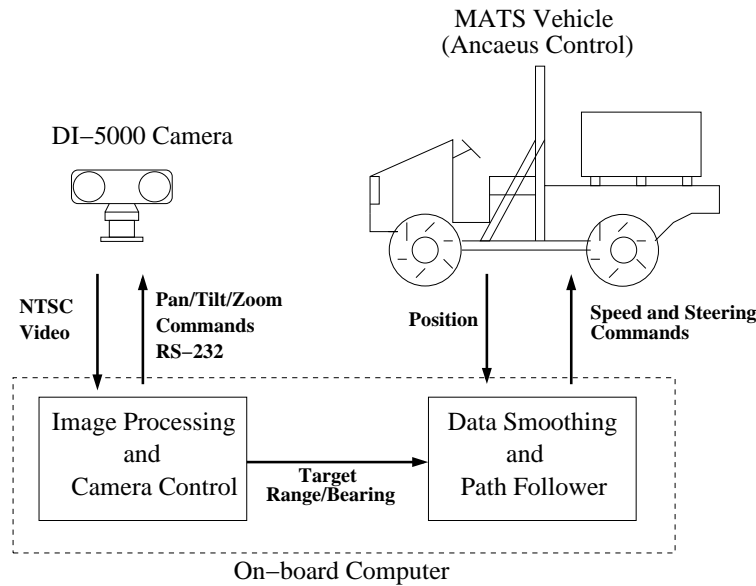 MATS Vehicle
(Ancaeus Control)
DI−5000 Camera
NTSC
Video
Pan/Tilt/Zoom
Commands
RS−232
Position
Speed and Steering
Commands
Image Processing
and
Camera Control
Target
Range/Bearing
Data Smoothing
and
Path Follower
On−board Computer